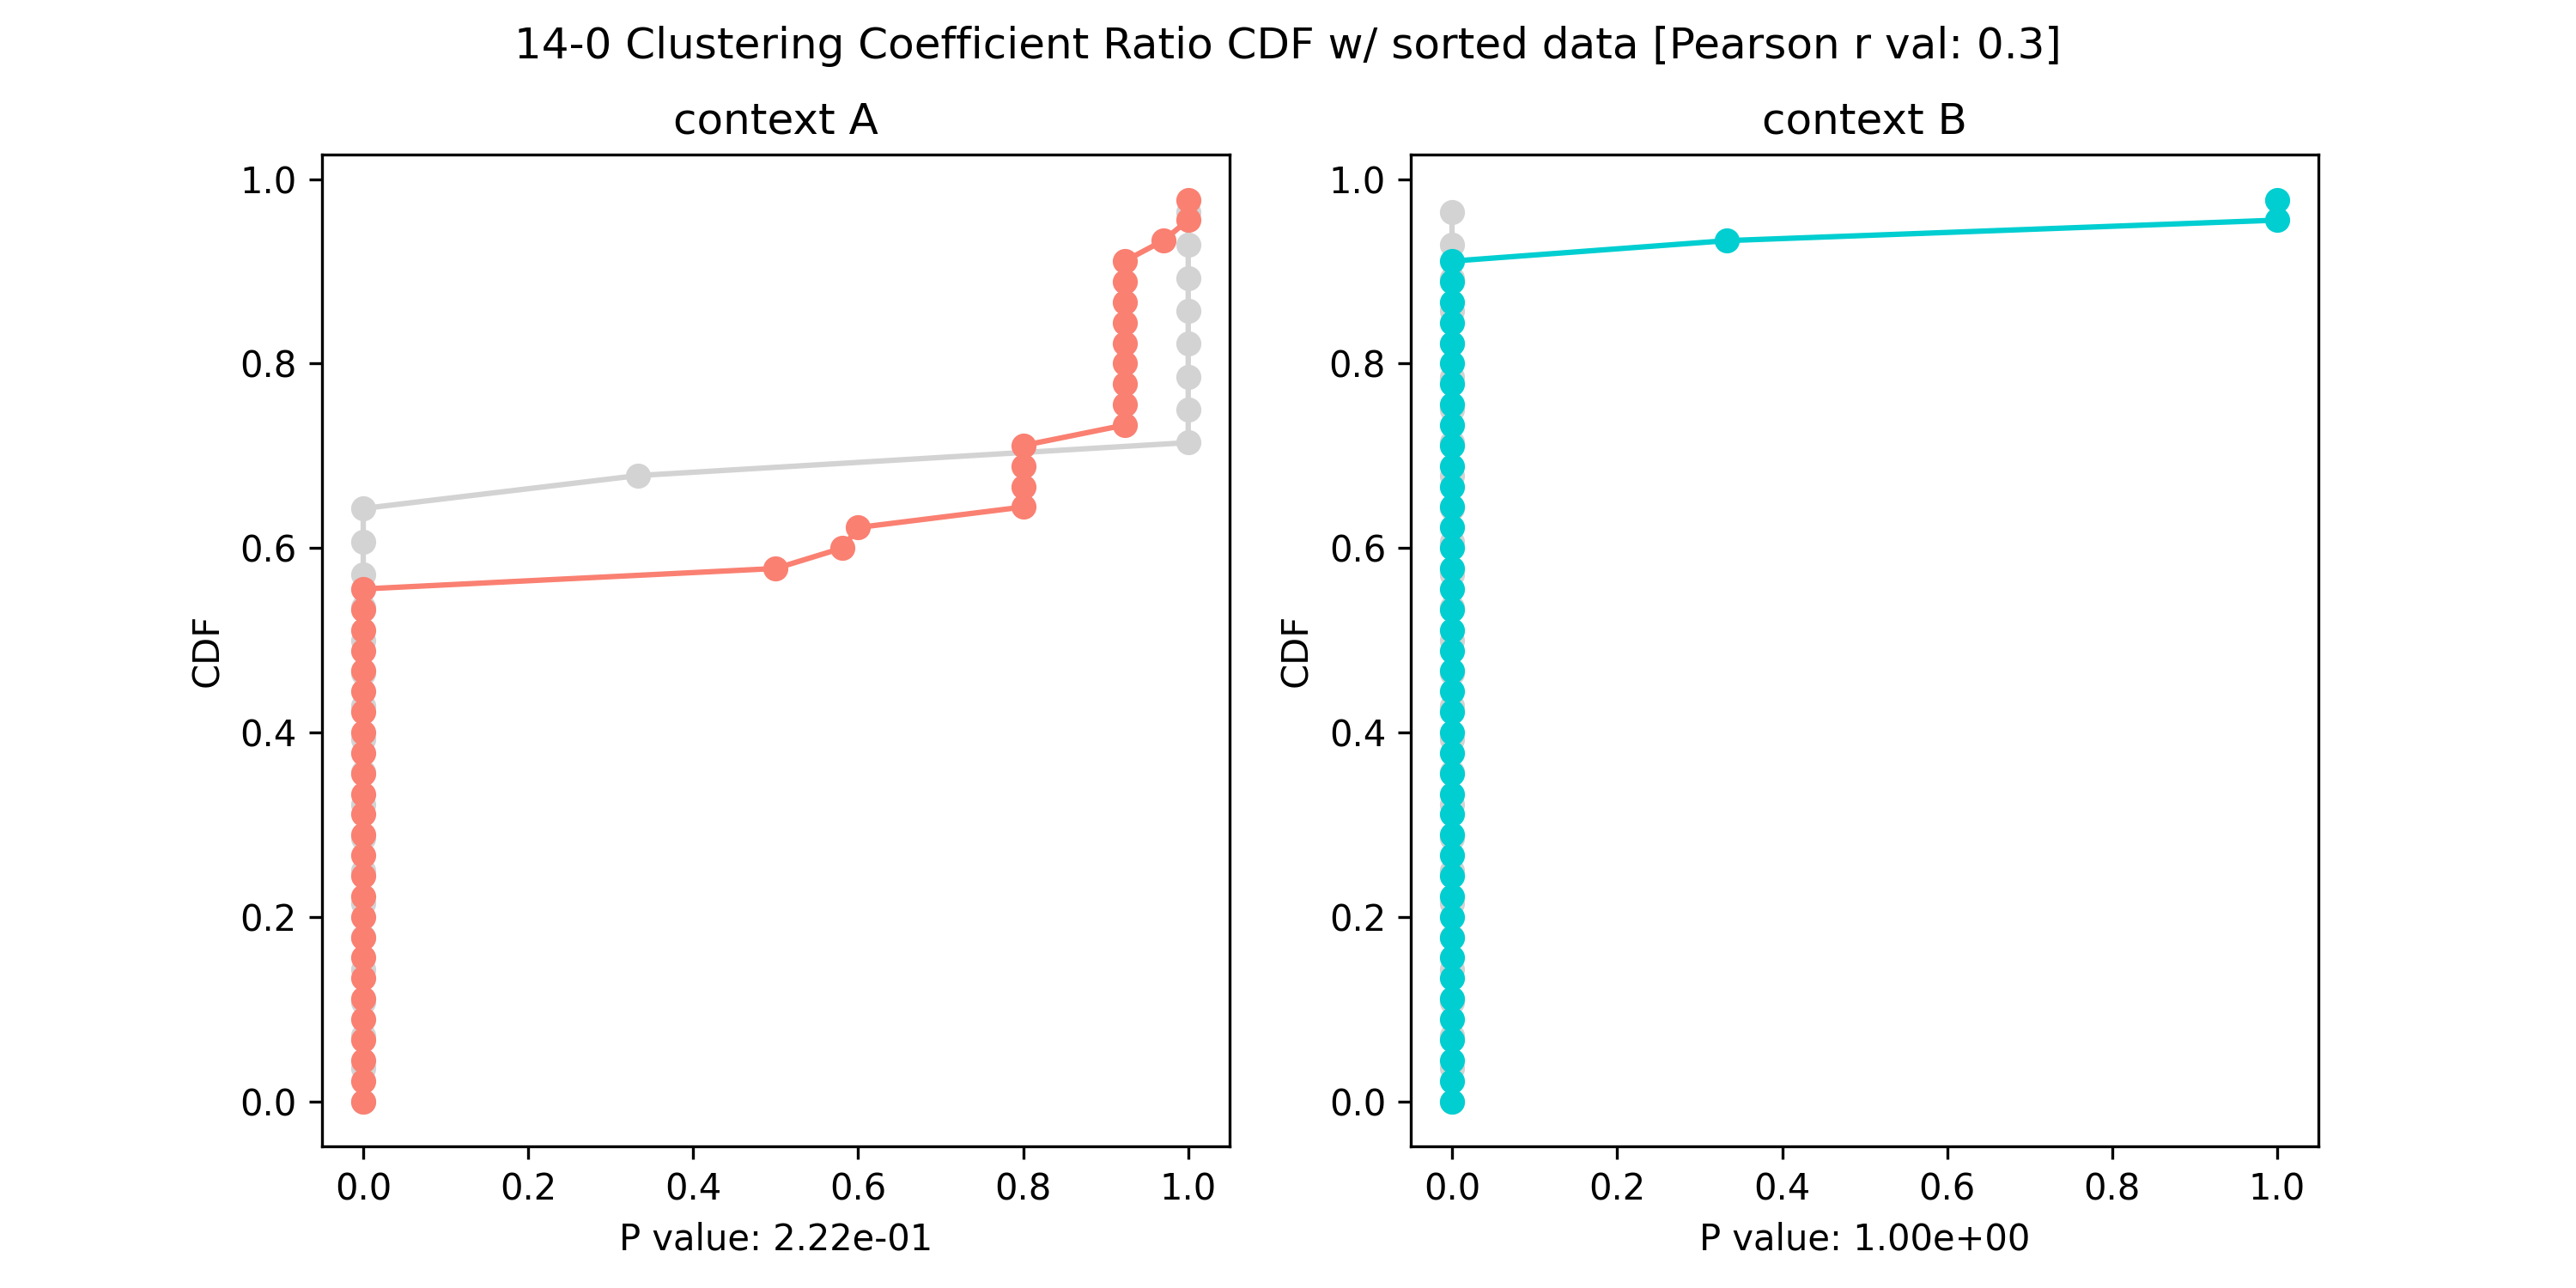 14-0 Clustering Coefficient Ratio CDF w/ sorted data [Pearson r val: 0.3]
context A
1.0
0.8
0.6
0.4
0.2
0.0
CDF
0.0 0.2 0.4 0.6 0.8 1.0
P value: 2.22e-01
context B
1.0
0.8
0.6
0.4
0.2
0.0
CDF
0.0 0.2 0.4 0.6 0.8 1.0
P value: 1.00e+00